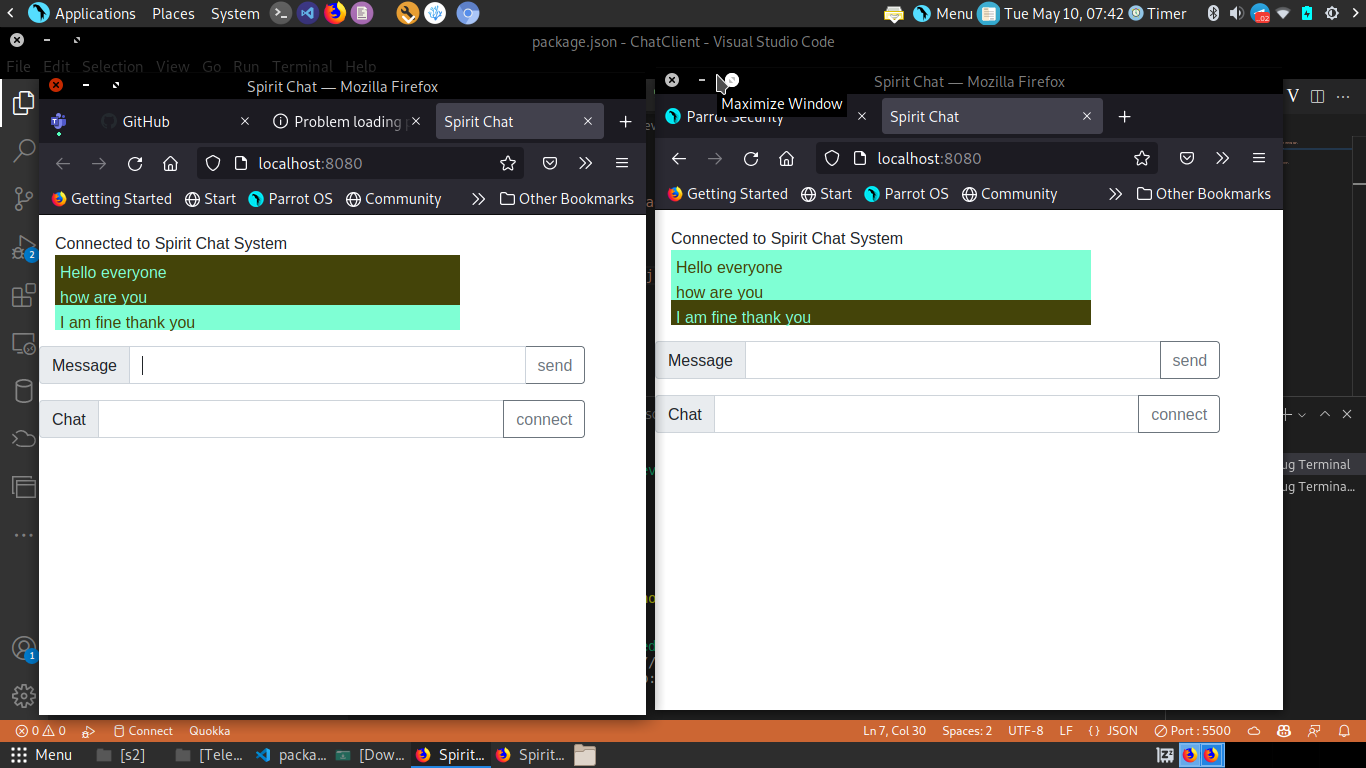 Applications Places System Menu Tue May 10, 07:42 Timer
package.json - ChatClient - Visual Studio Code
File Edit Selection View Go Run Terminal Help
Spirit Chat — Mozilla Firefox
GitHub Problem loading Spirit Chat
localhost:8080
Getting Started Start Parrot OS Community Other Bookmarks
Connected to Spirit Chat System
Hello everyone
how are you
I am fine thank you
Message send
Chat connect
Spirit Chat — Mozilla Firefox
Maximize Window
Parrot Security Spirit Chat
localhost:8080
Getting Started Start Parrot OS Community Other Bookmarks
Connected to Spirit Chat System
Hello everyone
how are you
I am fine thank you
Message send
Chat connect
V
2
ug Terminal
ug Termina...
1
0 0 Connect Quokka Ln 7, Col 30 Spaces: 2 UTF-8 LF {} JSON Port : 5500
Menu [s2] [Tele... packa... [Dow... Spirit... Spirit...